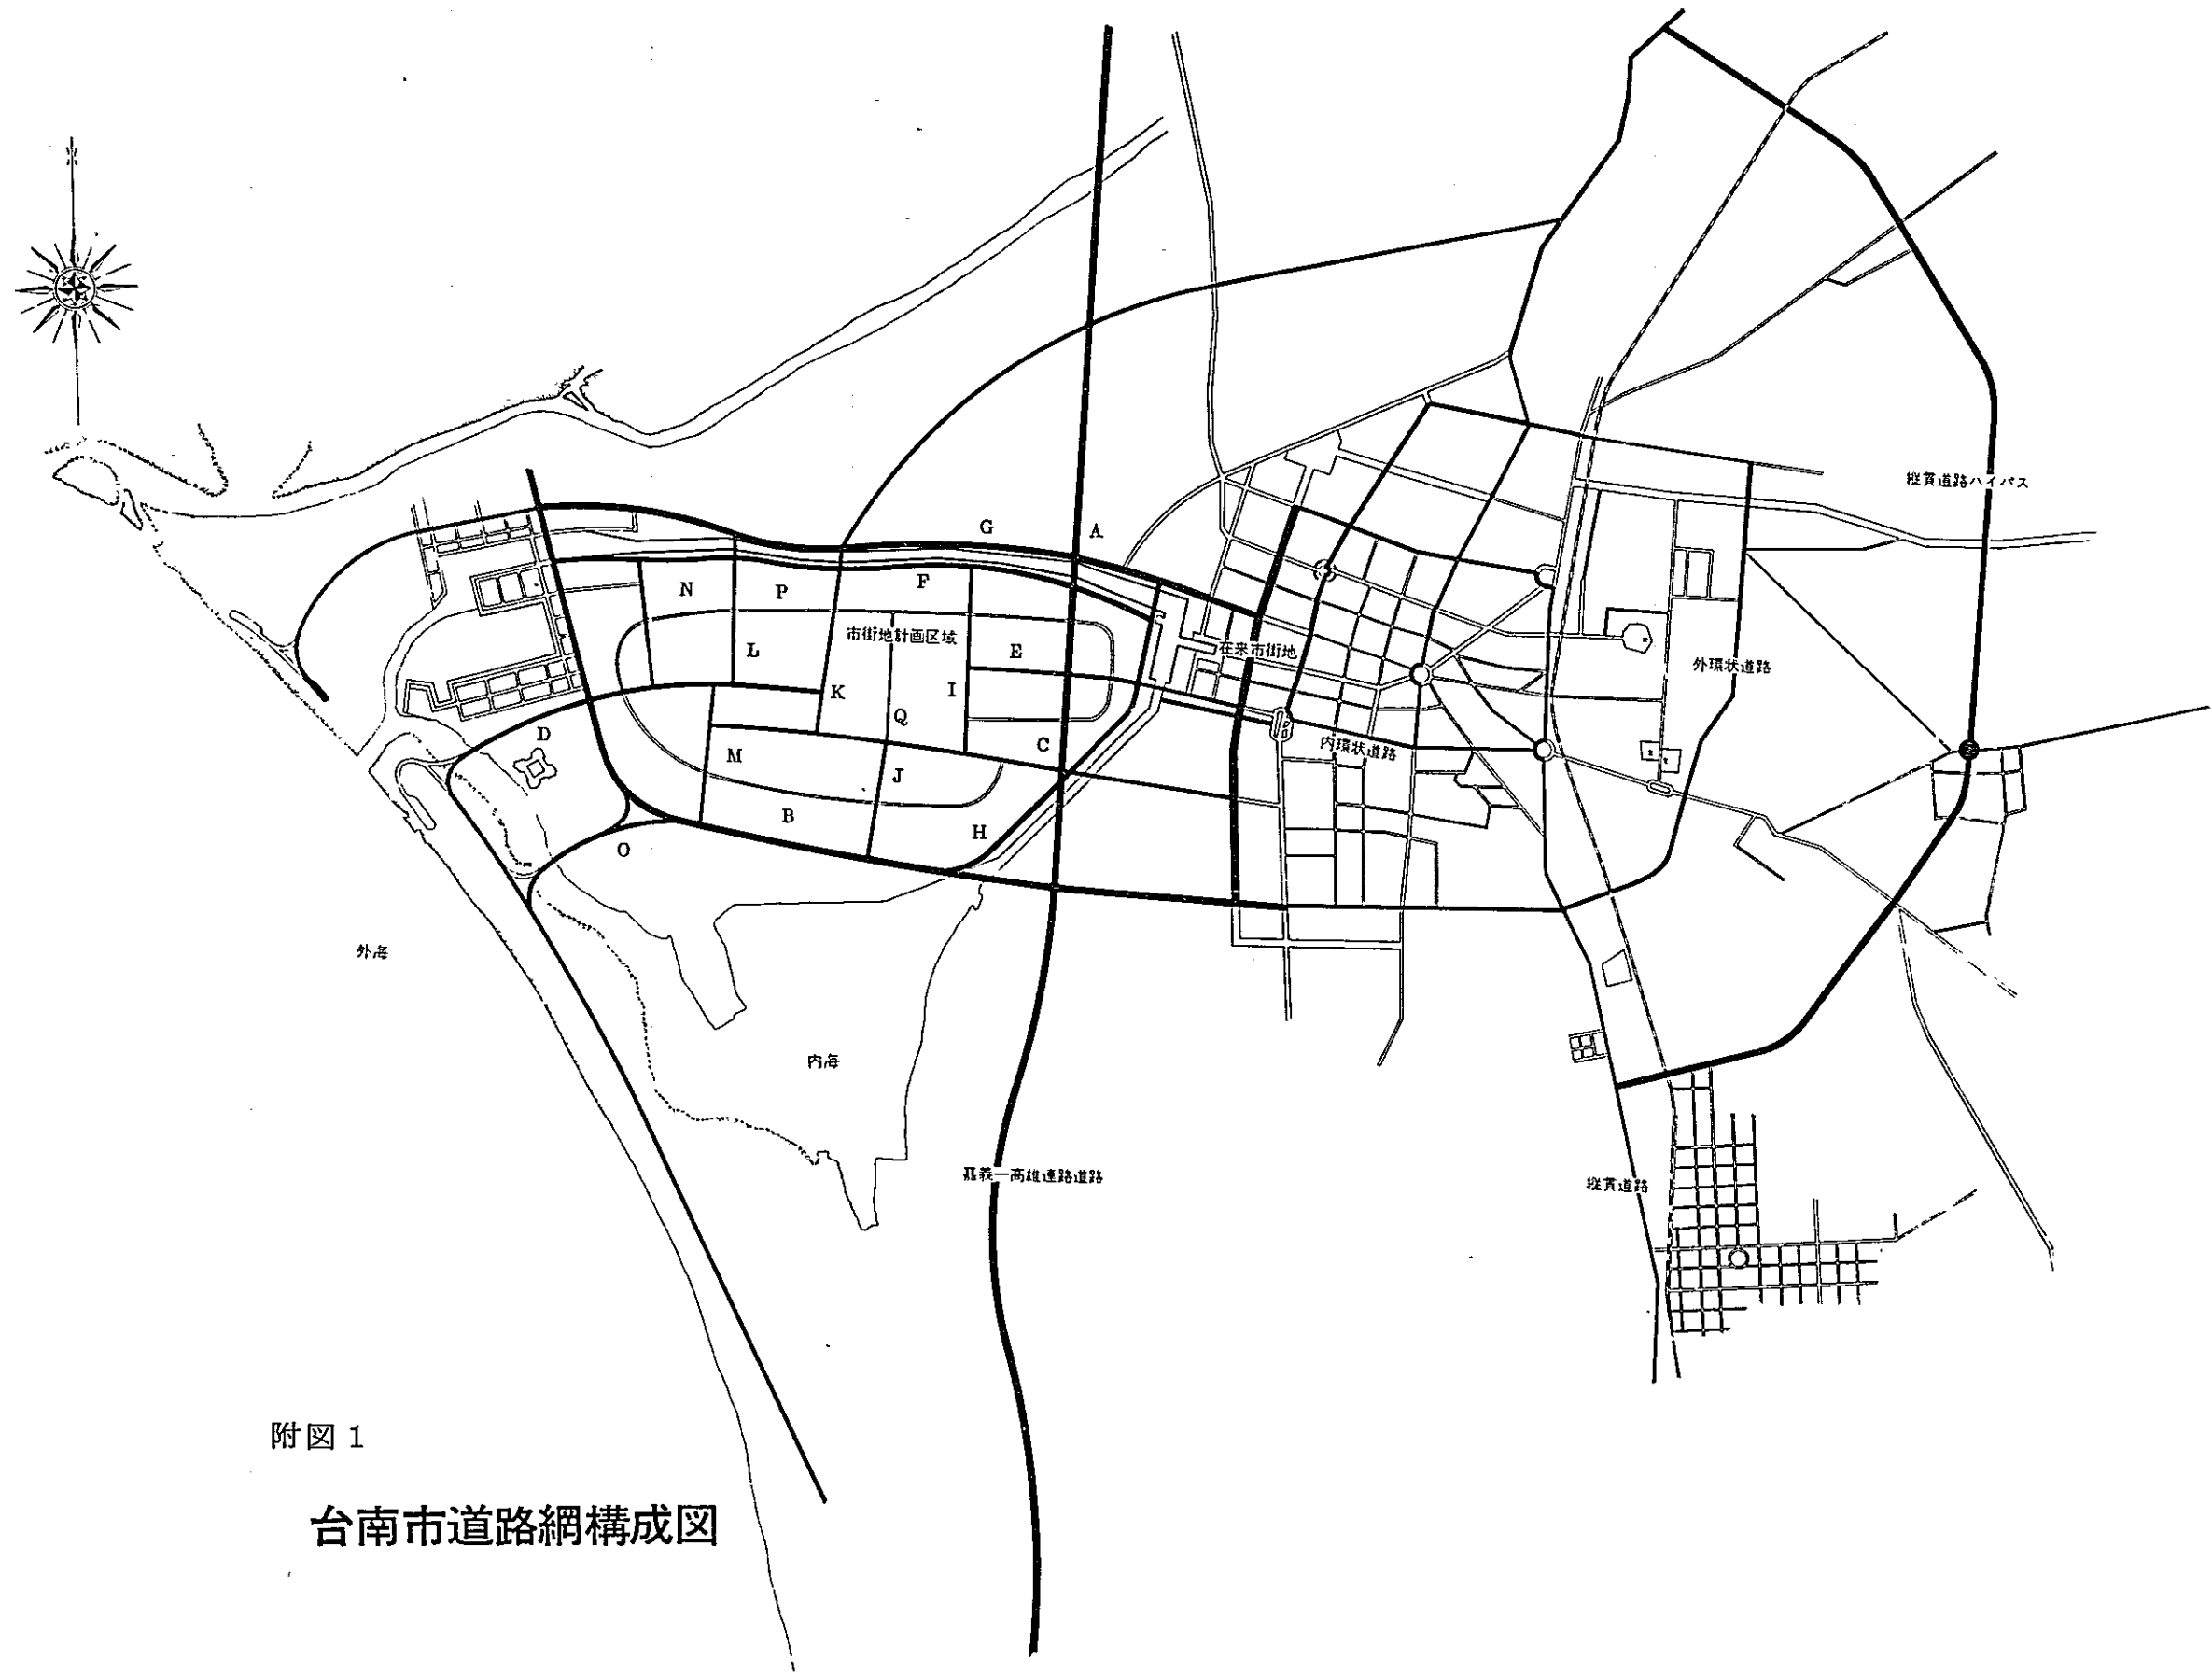 G
A
縦貫道路ハイパス
N
P
F
市街地計画区域
L
E
在来市街地
外環状道路
K
I
Q
D
C
内環状道路
M
J
B
H
O
外海
内海
嘉義一高雄連路道路
縦貫道路
附図1
台南市道路網構成図